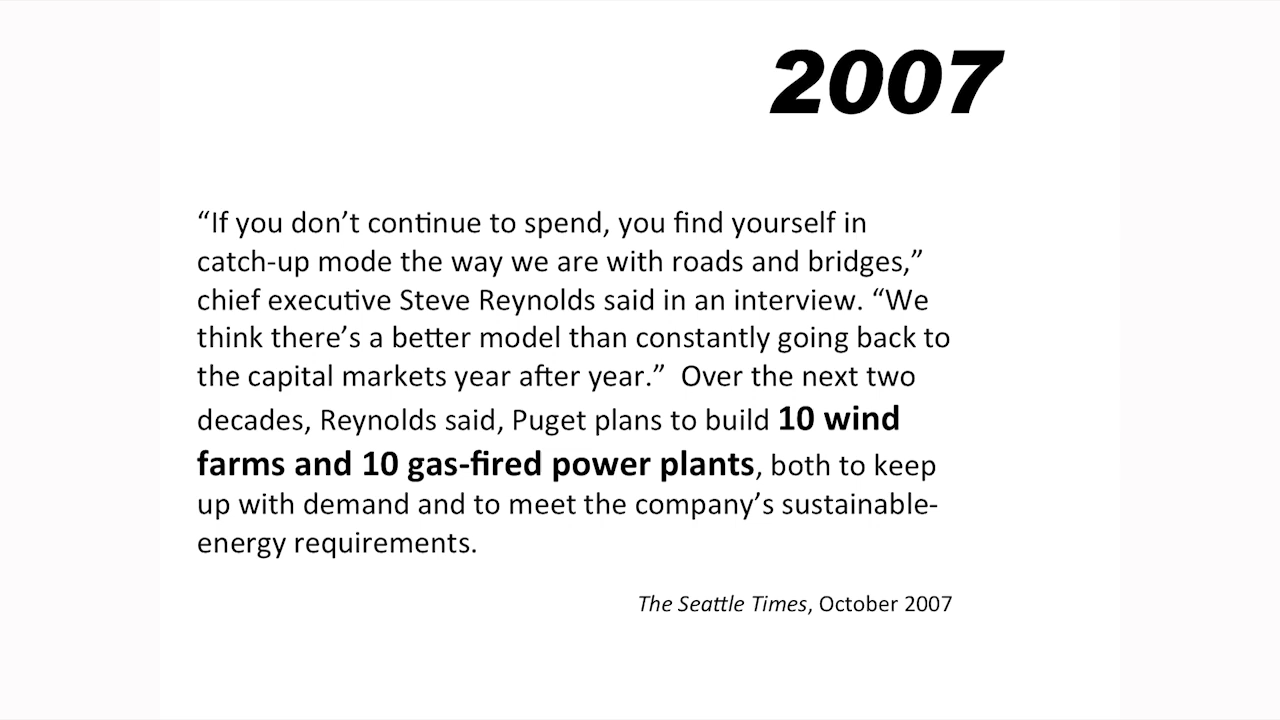 2007
“If you don’t continue to spend, you find yourself in
catch-up mode the way we are with roads and bridges,”
chief executive Steve Reynolds said in an interview. “We
think there’s a better model than constantly going back to
the capital markets year after year.”  Over the next two
decades, Reynolds said, Puget plans to build 10 wind
farms and 10 gas-fired power plants, both to keep
up with demand and to meet the company’s sustainable-
energy requirements.
The Seattle Times, October 2007